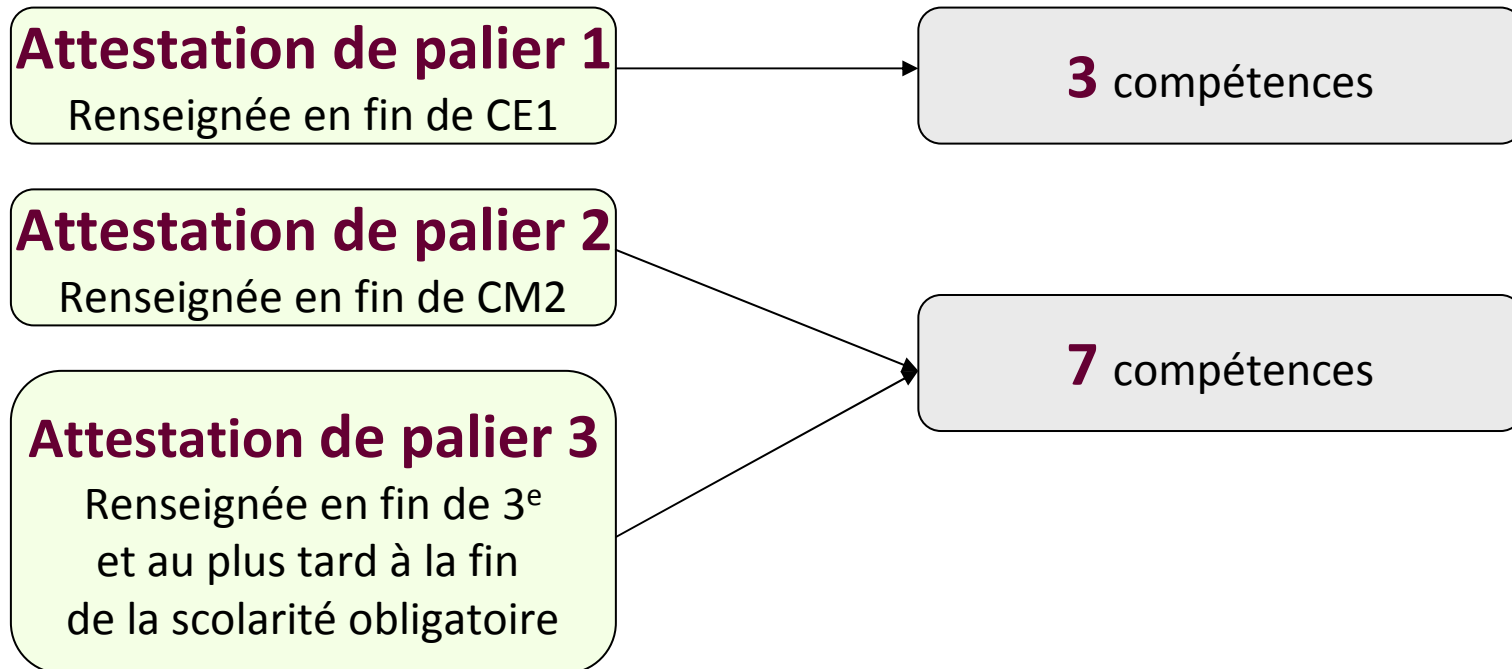 Attestation de palier 1
Renseignée en fin de CE1
3 compétences
Attestation de palier 2
Renseignée en fin de CM2
7 compétences
Attestation de palier 3
Renseignée en fin de 3ᵉ
et au plus tard à la fin
de la scolarité obligatoire